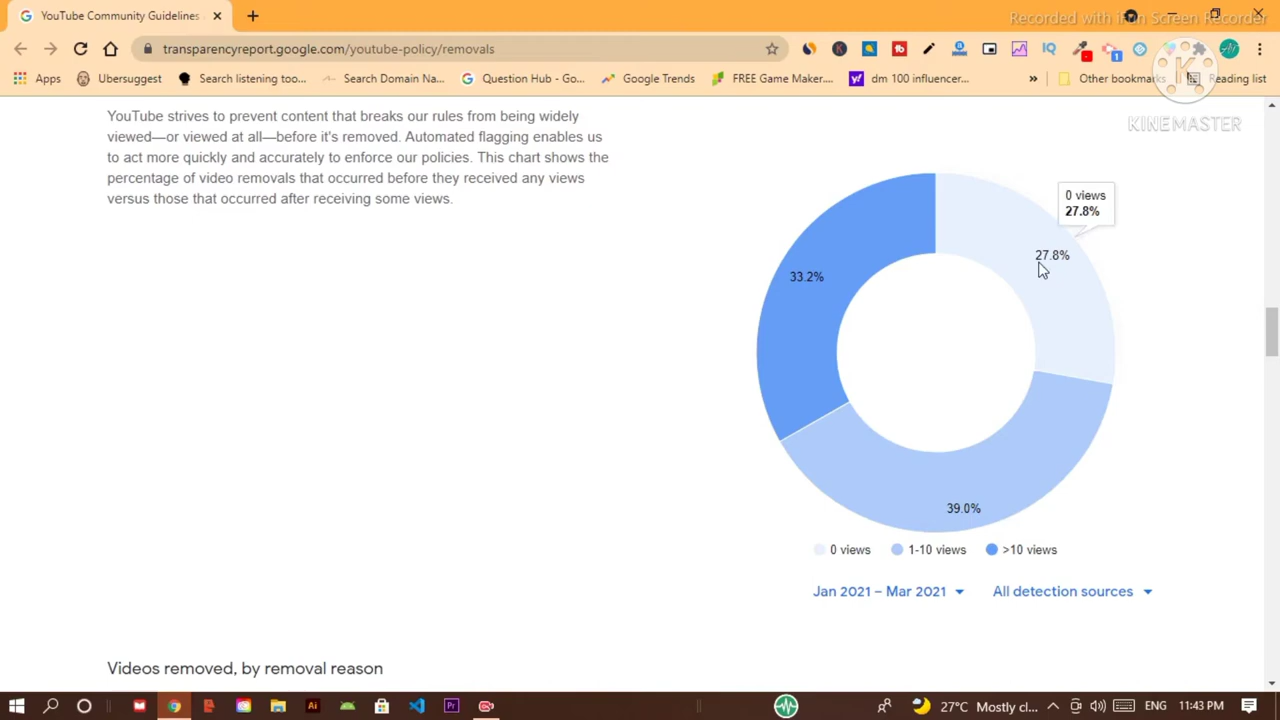 YouTube Community Guidelines
Recorded with iFun Screen Recorder
transparencyreport.google.com/youtube-policy/removals
Apps
Ubersuggest
Search listening too...
Search Domain Na...
Question Hub - Go...
Google Trends
FREE Game Maker....
dm 100 influencer...
»
Other bookmarks
Reading list
KINEMASTER
YouTube strives to prevent content that breaks our rules from being widely
viewed—or viewed at all—before it's removed. Automated flagging enables us
to act more quickly and accurately to enforce our policies. This chart shows the
percentage of video removals that occurred before they received any views
versus those that occurred after receiving some views.
0 views
27.8%
27.8%
33.2%
39.0%
0 views
1-10 views
>10 views
Jan 2021 – Mar 2021
All detection sources
Videos removed, by removal reason
27°C Mostly cl...
ENG
11:43 PM